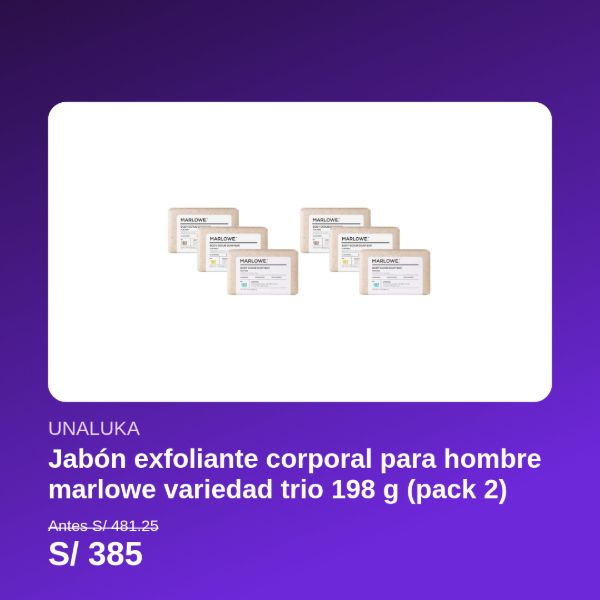 MARLOWE.
MARLOWE.
MARLOWE.
MARLOWE.
MARLOWE.
MARLOWE.
UNALUKA
Jabón exfoliante corporal para hombre
marlowe variedad trio 198 g (pack 2)
Antes S/ 481.25
S/ 385